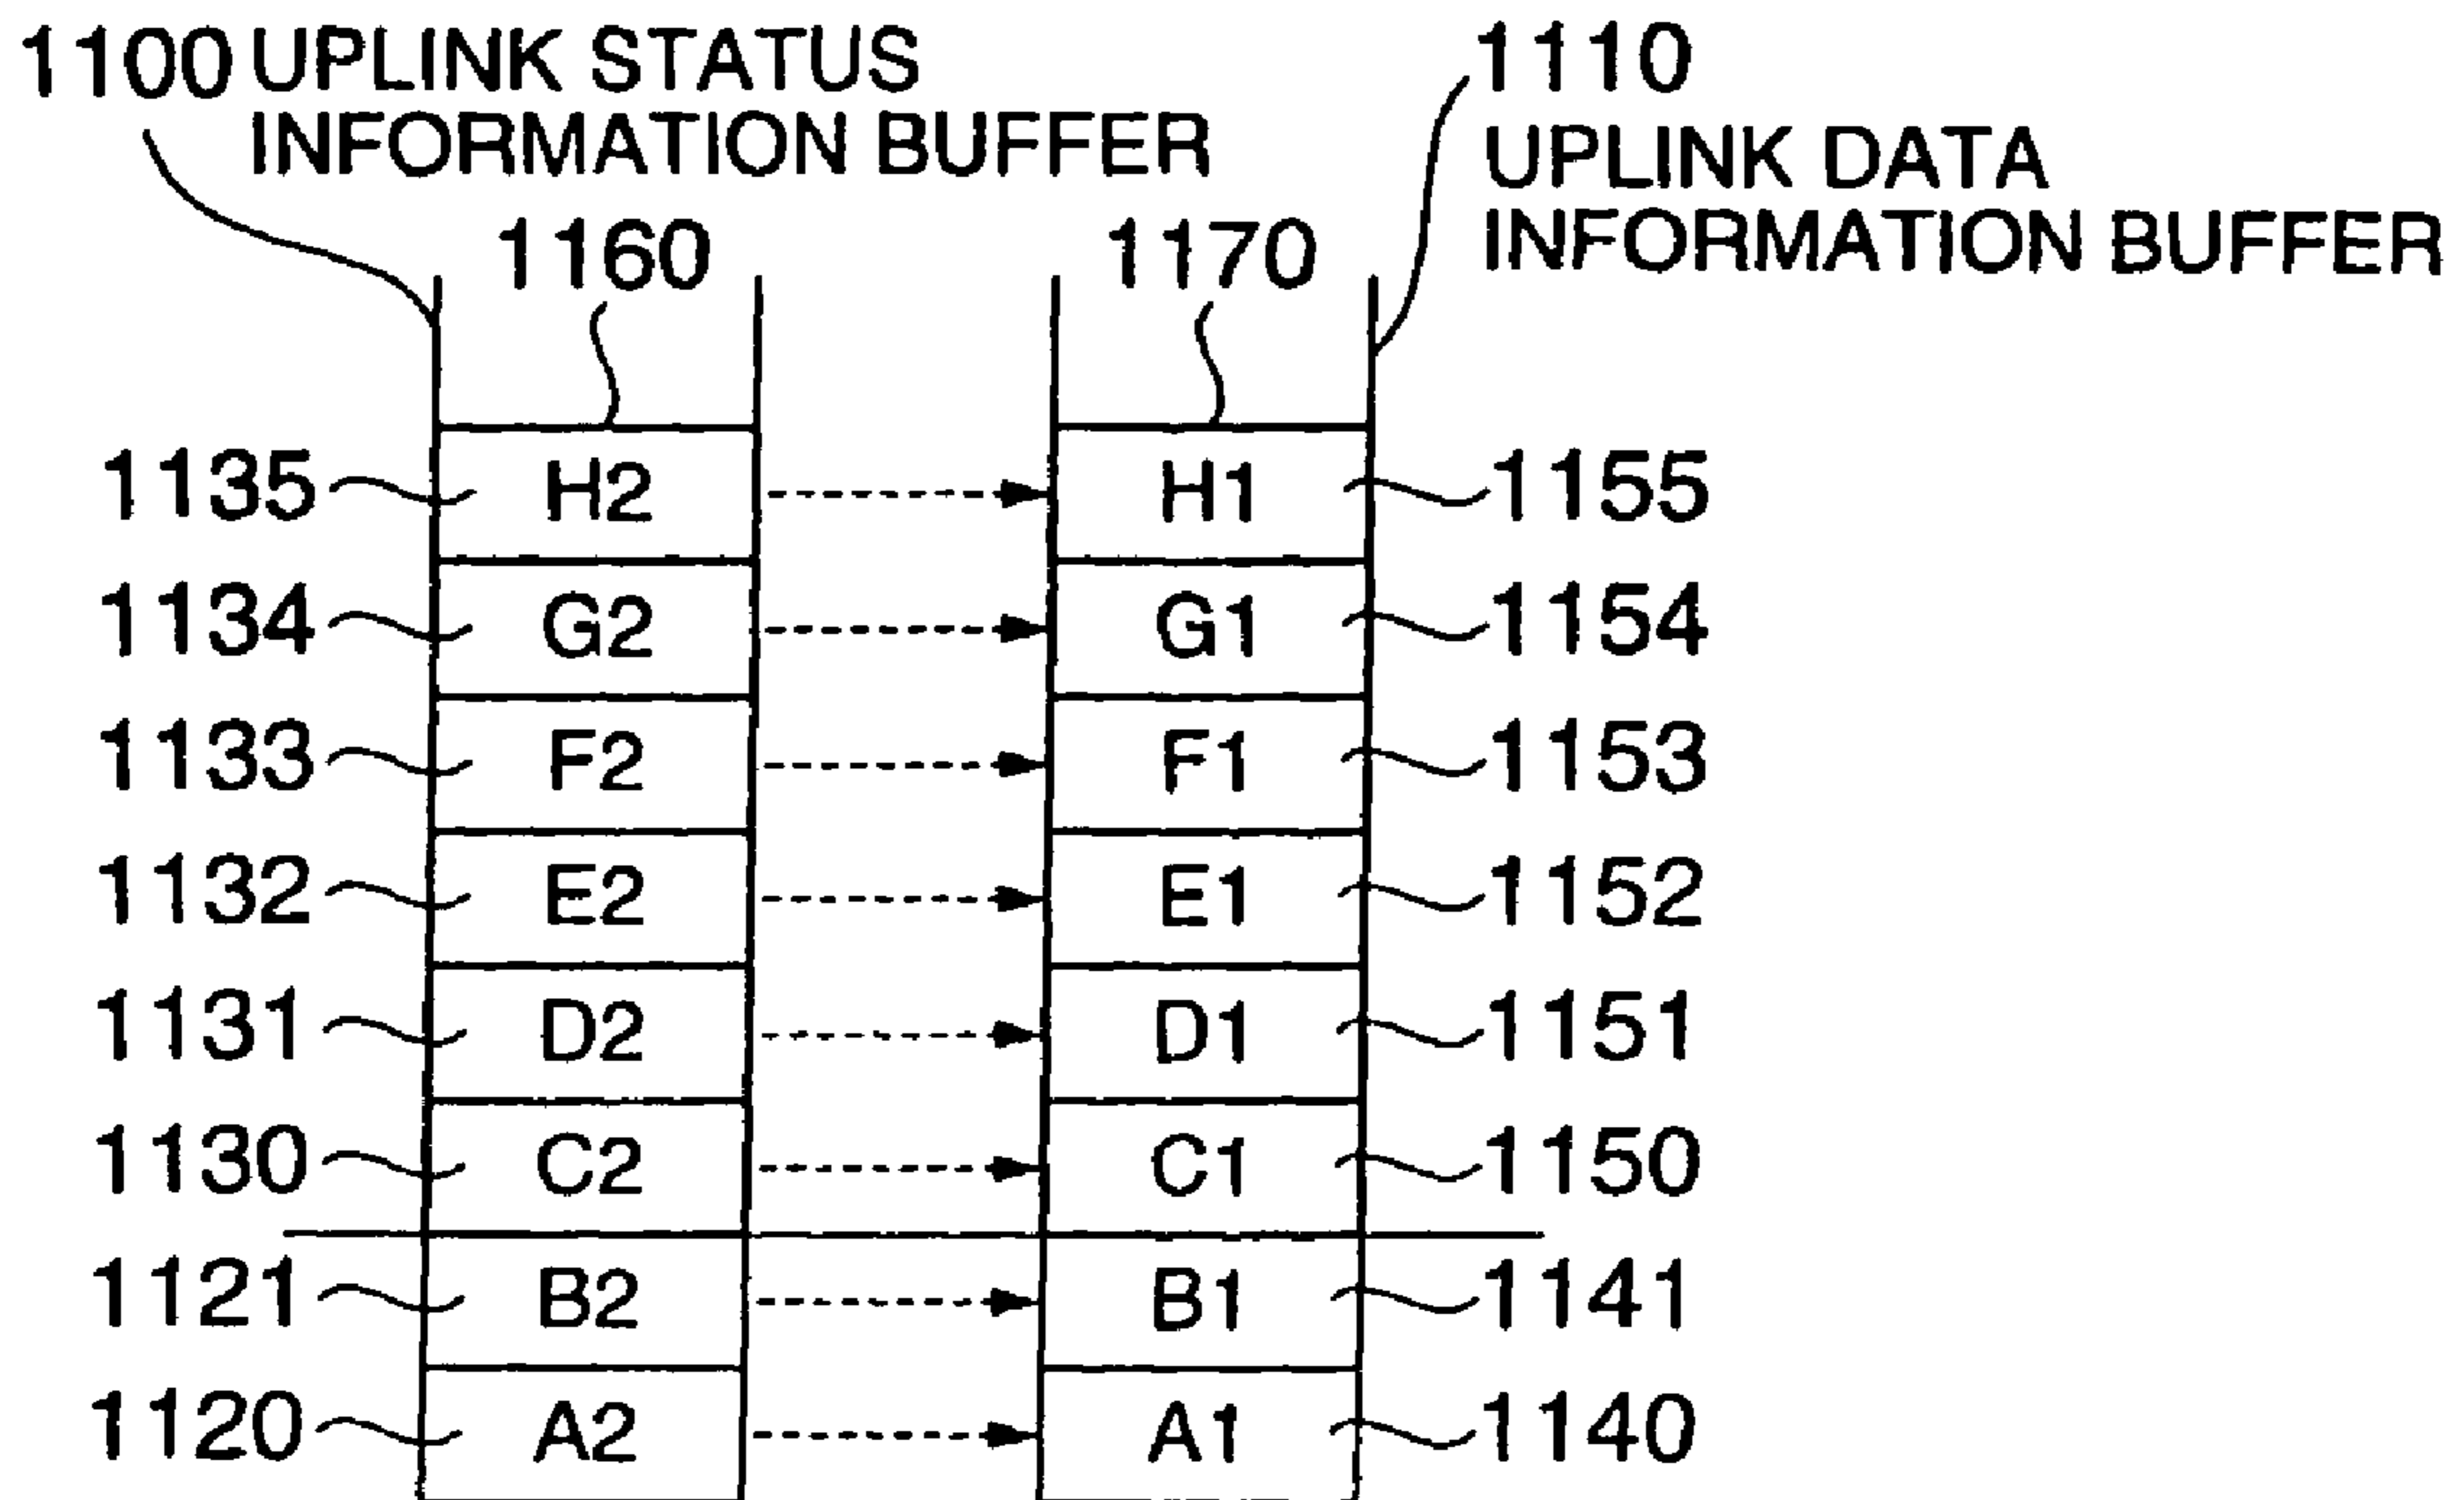 1100 UPLINK STATUS
INFORMATION BUFFER
1110
UPLINK DATA
INFORMATION BUFFER
1160 1170
1135 H2 H1 1155
1134 G2 G1 1154
1133 F2 F1 1153
1132 E2 E1 1152
1131 D2 D1 1151
1130 C2 C1 1150
1121 B2 B1 1141
1120 A2 A1 1140